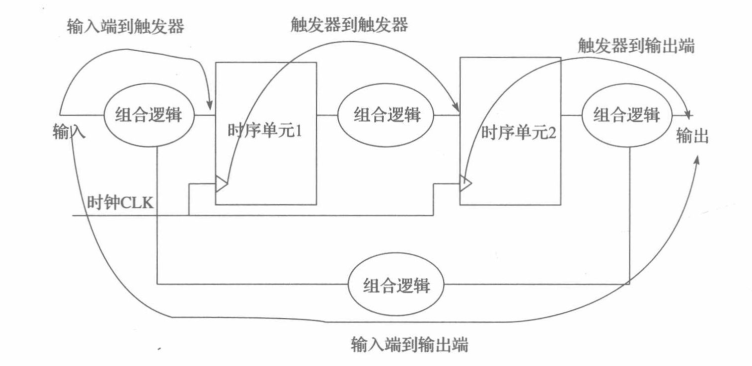 输入端到触发器
触发器到触发器
触发器到输出端
组合逻辑
组合逻辑
组合逻辑
输入
时序单元1
时序单元2
输出
时钟CLK
组合逻辑
输入端到输出端